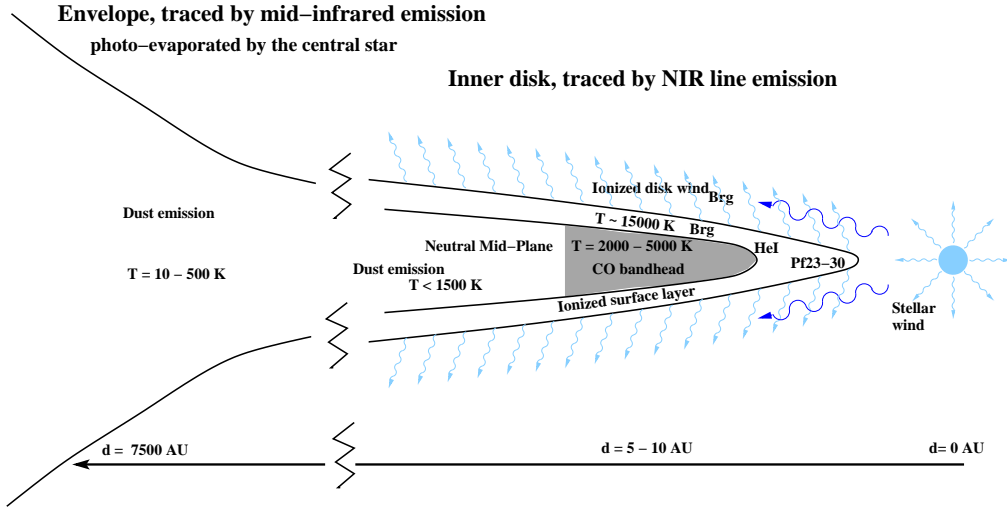 Envelope, traced by mid−infrared emission
photo−evaporated by the central star
Inner disk, traced by NIR line emission
Ionized disk wind
Brg
Dust emission
T ~ 15000 K
Brg
Neutral Mid−Plane
T = 2000 − 5000 K
HeI
T = 10 − 500 K
Dust emission
CO bandhead
Pf23−30
T < 1500 K
Ionized surface layer
Stellar
wind
d = 7500 AU
d = 5 − 10 AU
d= 0 AU